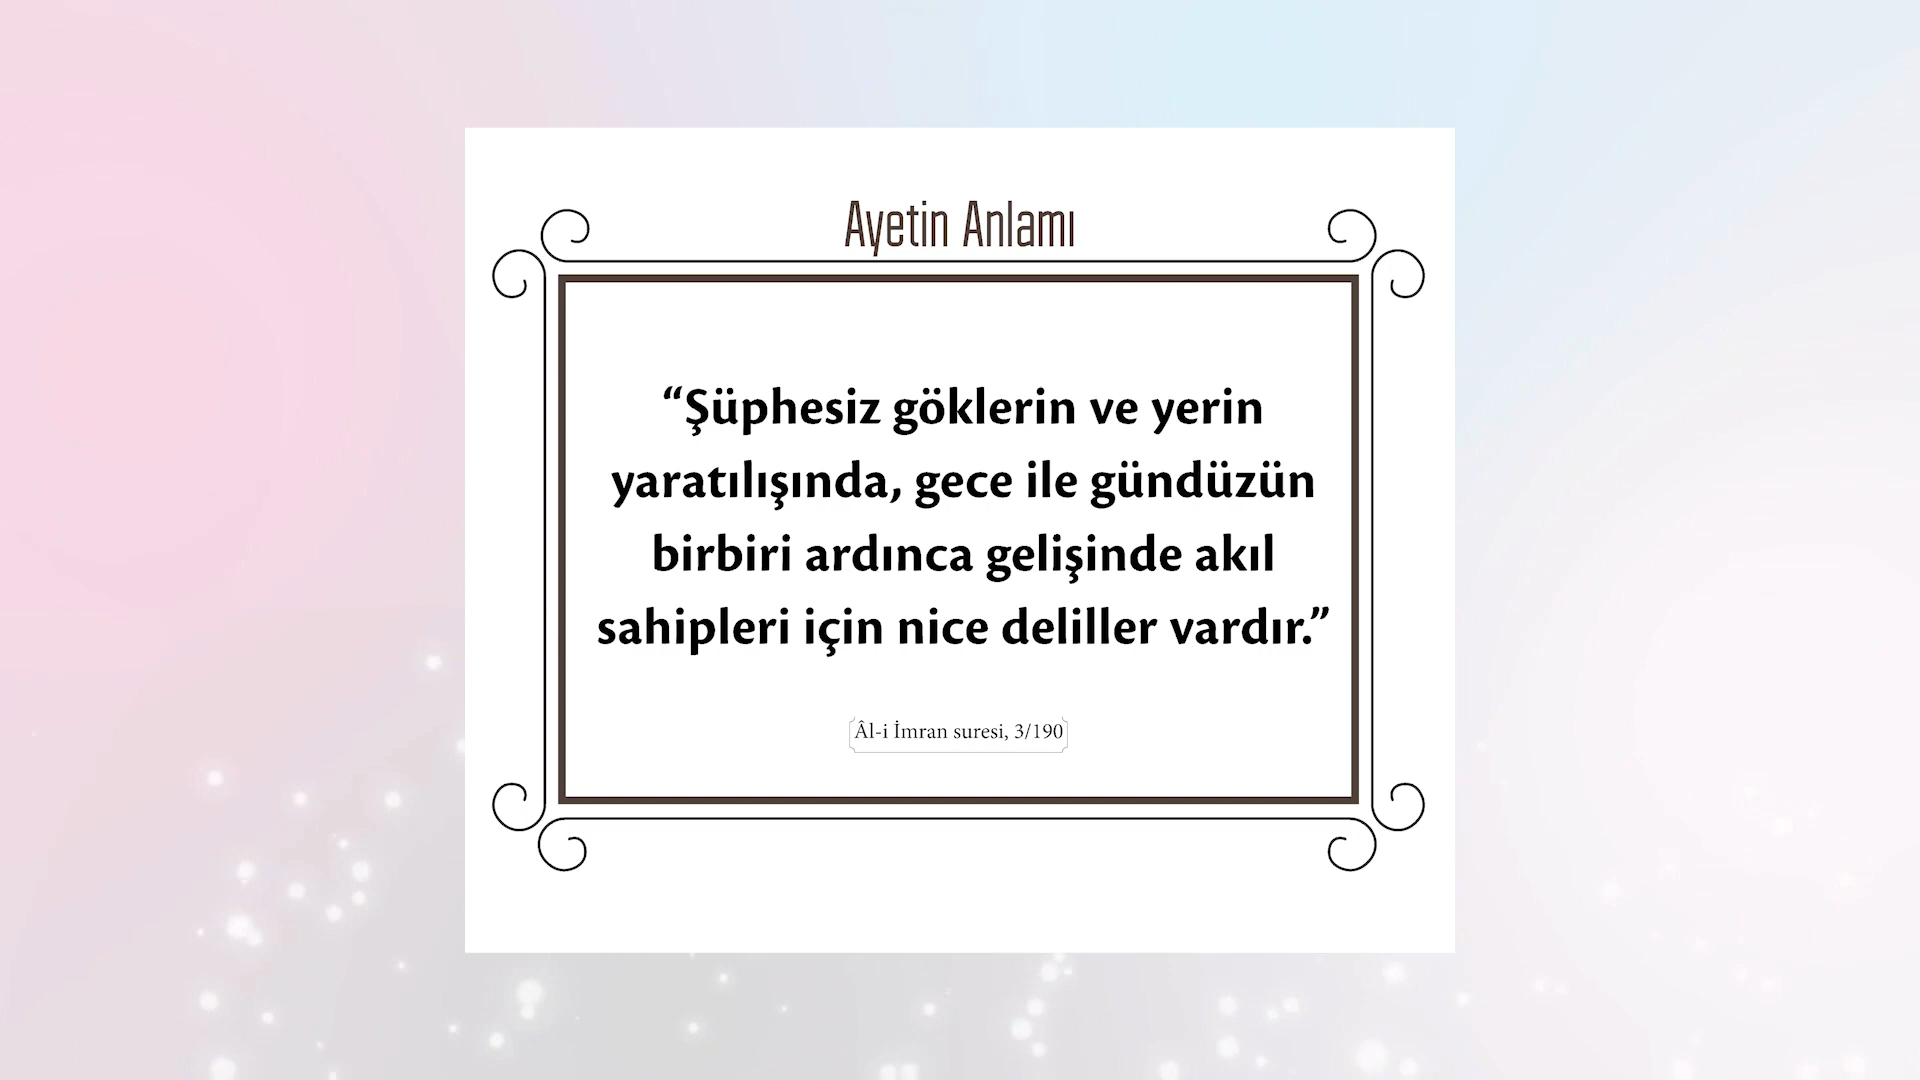 Ayetin Anlamı
“Şüphesiz göklerin ve yerin
yaratılışında, gece ile gündüzün
birbiri ardınca gelişinde akıl
sahipleri için nice deliller vardır.”
Âl-i İmran suresi, 3/190